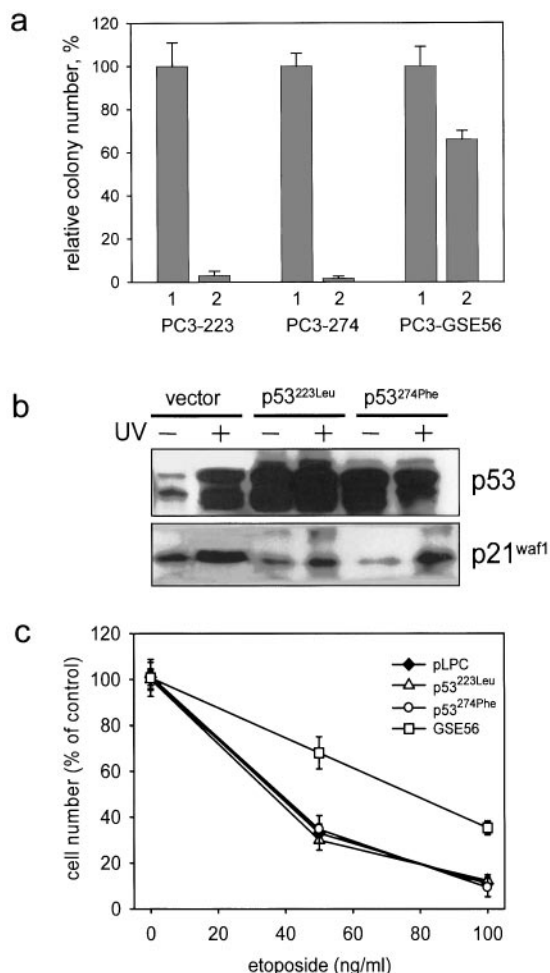 a
relative colony number, %
120
100
80
60
40
20
0
1 2 1 2 1 2
PC3-223 PC3-274 PC3-GSE56
b
vector p53²²³ᴸᵉᵘ p53²⁷⁴ᴾʰᵉ
UV − + − + − +
p53
p21ʷᵃᶠ¹
c
cell number (% of control)
120
100
80
60
40
20
0
pLPC
p53²²³ᴸᵉᵘ
p53²⁷⁴ᴾʰᵉ
GSE56
0 20 40 60 80 100
etoposide (ng/ml)